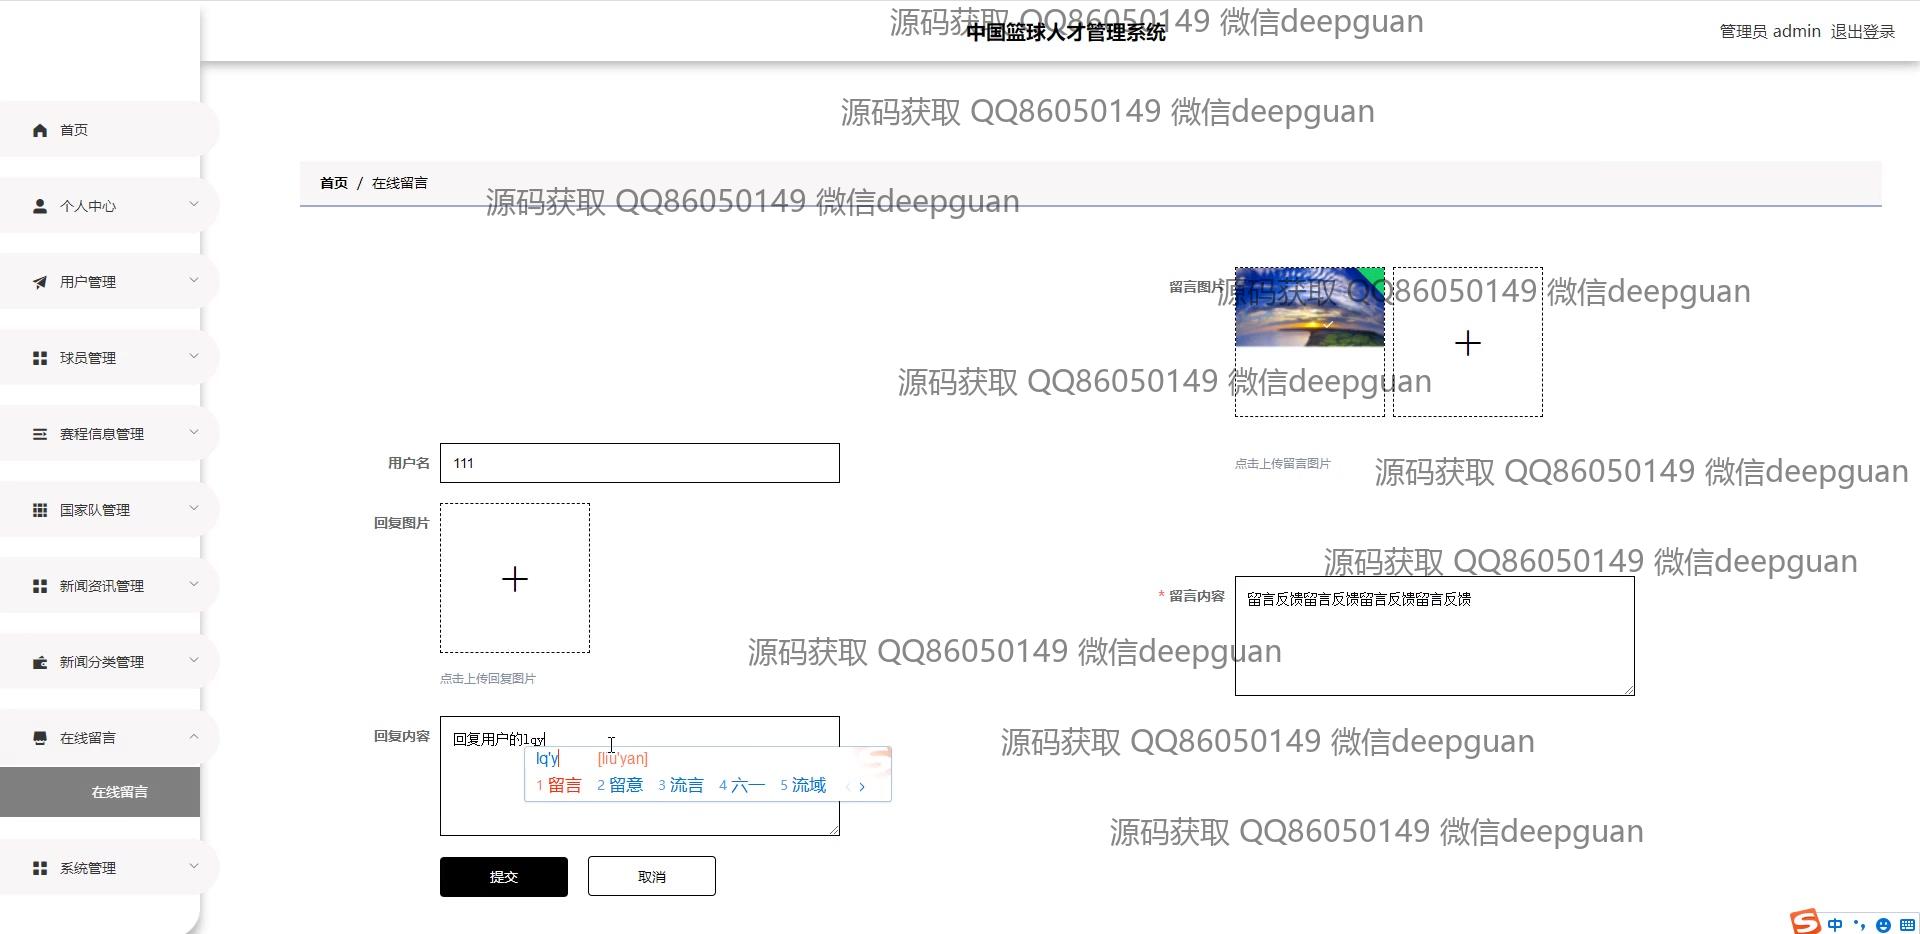 源码获取 QQ86050149 微信deepguan
中国篮球人才管理系统
管理员 admin 退出登录
首页
源码获取 QQ86050149 微信deepguan
首页 / 在线留言
源码获取 QQ86050149 微信deepguan
个人中心
用户管理
留言图片
源码获取 QQ86050149 微信deepguan
球员管理
源码获取 QQ86050149 微信deepguan
赛程信息管理
用户名
111
点击上传留言图片
源码获取 QQ86050149 微信deepguan
国家队管理
回复图片
源码获取 QQ86050149 微信deepguan
新闻资讯管理
* 留言内容
留言反馈留言反馈留言反馈留言反馈
新闻分类管理
源码获取 QQ86050149 微信deepguan
点击上传回复图片
在线留言
回复内容
回复用户的lqy
源码获取 QQ86050149 微信deepguan
lq'y [liu'yan]
1 留言 2 留意 3 流言 4 六一 5 流域
在线留言
源码获取 QQ86050149 微信deepguan
系统管理
提交
取消
中